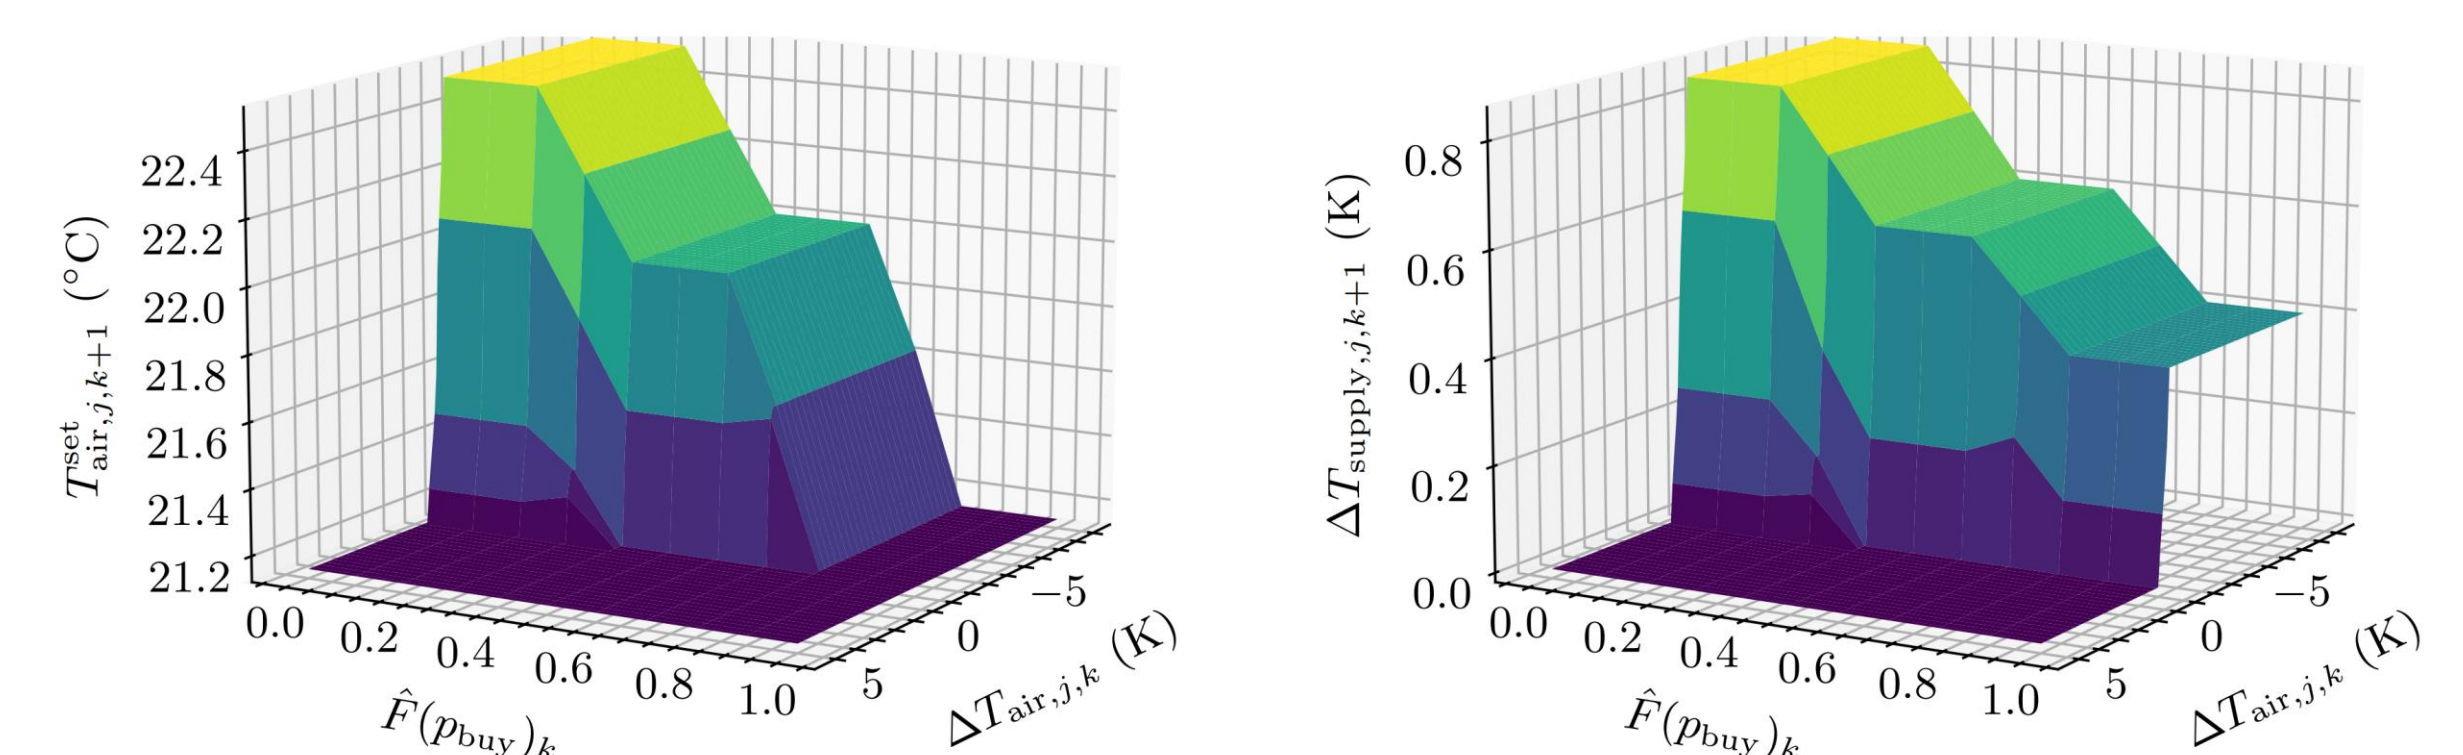 T^set_air,j,k+1 (°C)
22.4
22.2
22.0
21.8
21.6
21.4
21.2
0.0 0.2 0.4 0.6 0.8 1.0
F̂(p_buy)_k
−5 0 5
ΔT_air,j,k (K)
ΔT_supply,j,k+1 (K)
0.8
0.6
0.4
0.2
0.0
0.0 0.2 0.4 0.6 0.8 1.0
F̂(p_buy)_k
−5 0 5
ΔT_air,j,k (K)